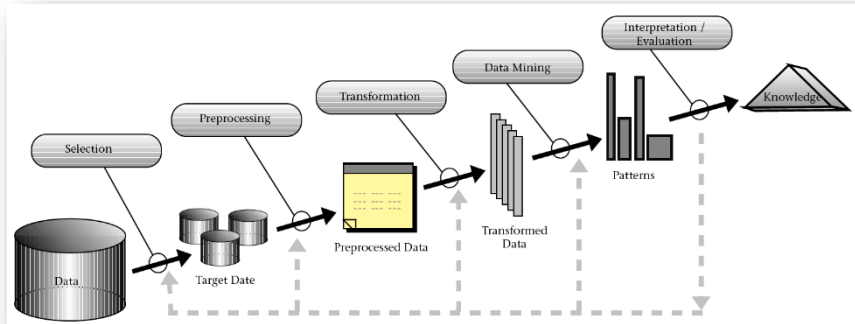 Interpretation /
Evaluation
Data Mining
Transformation
Preprocessing
Selection
Knowledge
Patterns
Transformed
Data
Preprocessed Data
Target Date
Data